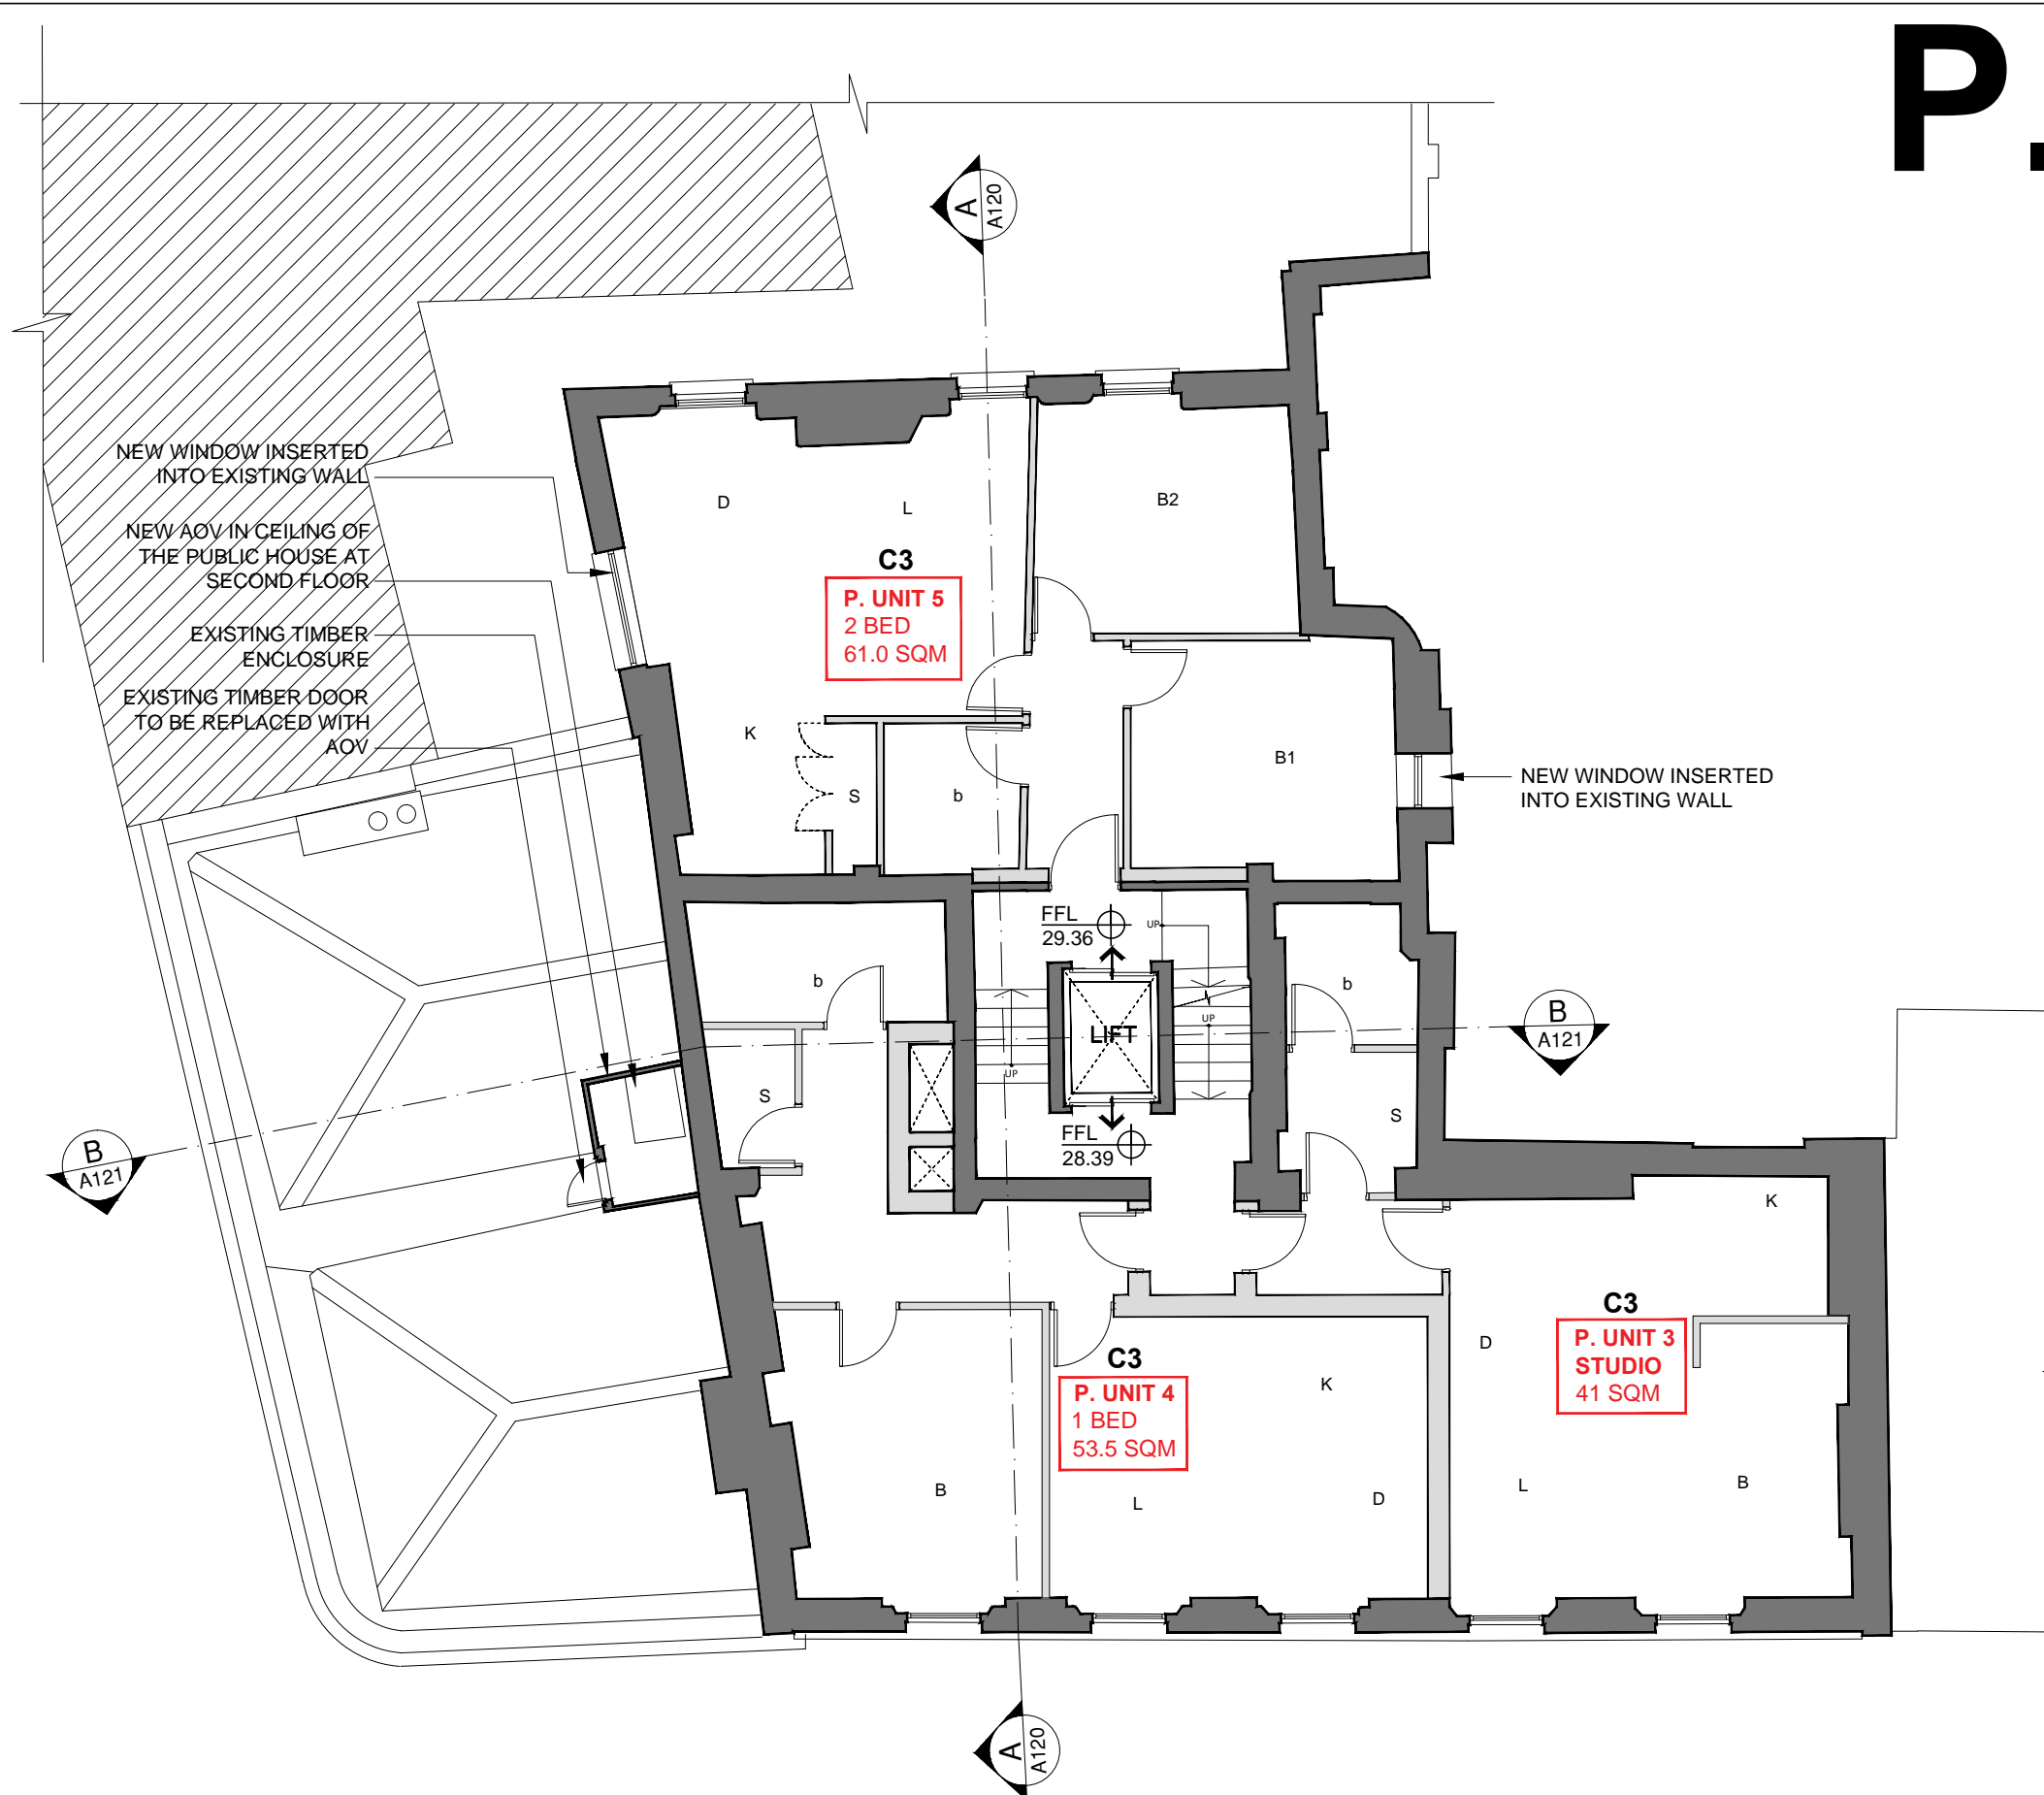 P.
A
A120
NEW WINDOW INSERTED
INTO EXISTING WALL
NEW AOV IN CEILING OF
THE PUBLIC HOUSE AT
SECOND FLOOR
EXISTING TIMBER
ENCLOSURE
EXISTING TIMBER DOOR
TO BE REPLACED WITH
AOV
D
L
B2
C3
P. UNIT 5
2 BED
61.0 SQM
K
S
b
B1
NEW WINDOW INSERTED
INTO EXISTING WALL
FFL
29.36
UP
b
b
LIFT
UP
UP
B
A121
S
S
FFL
28.39
B
A121
K
C3
P. UNIT 3
STUDIO
41 SQM
D
C3
P. UNIT 4
1 BED
53.5 SQM
K
B
L
D
L
B
A
A120